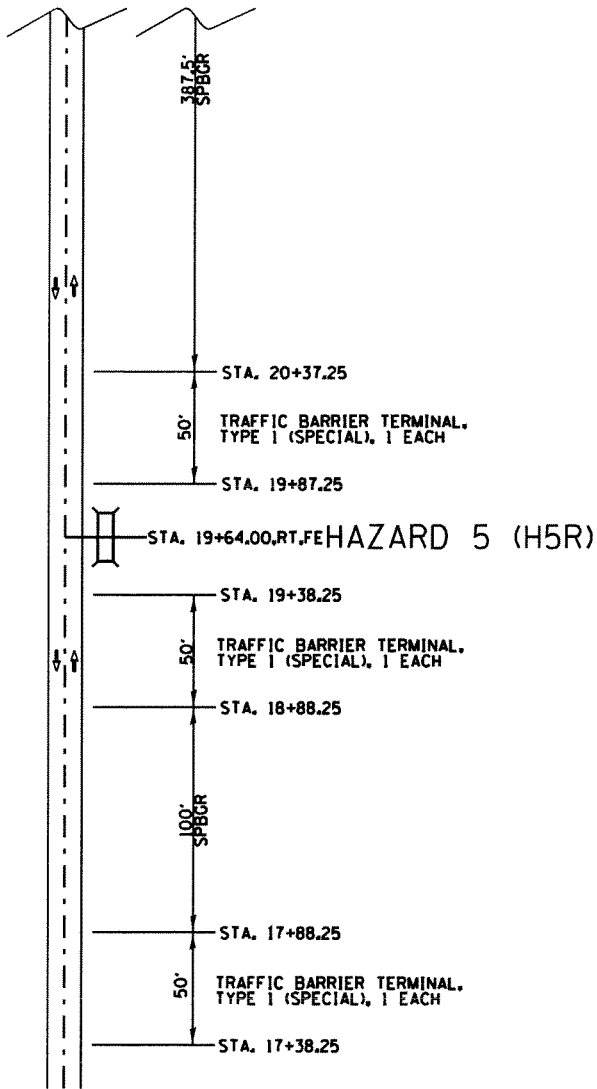 387.5'
SPBGR
STA. 20+37.25
50'
TRAFFIC BARRIER TERMINAL,
TYPE 1 (SPECIAL), 1 EACH
STA. 19+87.25
STA. 19+64.00,RT,FE HAZARD 5 (H5R)
STA. 19+38.25
50'
TRAFFIC BARRIER TERMINAL,
TYPE 1 (SPECIAL), 1 EACH
STA. 18+88.25
100'
SPBGR
STA. 17+88.25
50'
TRAFFIC BARRIER TERMINAL,
TYPE 1 (SPECIAL), 1 EACH
STA. 17+38.25